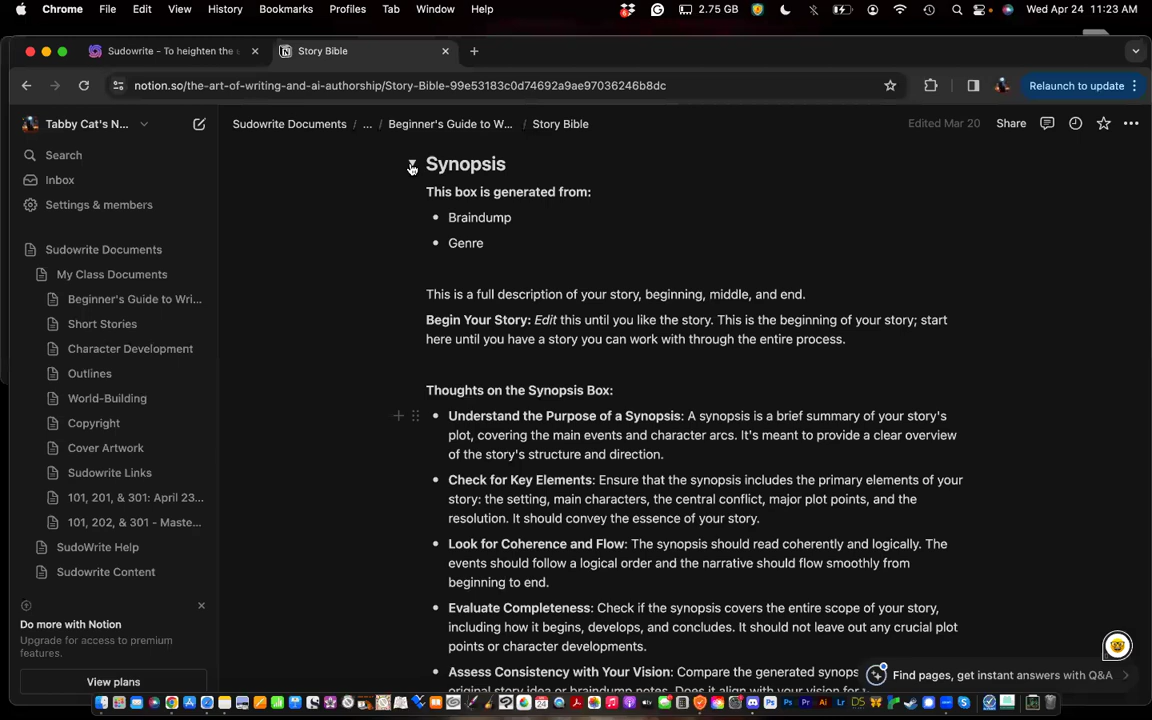 Chrome File Edit View History Bookmarks Profiles Tab Window Help 2.75 GB Wed Apr 24 11:23 AM
Sudowrite - To heighten the
Story Bible
notion.so/the-art-of-writing-and-ai-authorship/Story-Bible-99e53183c0d74692a9ae97036246b8dc
Relaunch to update
Tabby Cat's N...
Sudowrite Documents / ... / Beginner's Guide to W... / Story Bible
Edited Mar 20 Share
Search
Inbox
Settings & members
Sudowrite Documents
My Class Documents
Beginner's Guide to Wri...
Short Stories
Character Development
Outlines
World-Building
Copyright
Cover Artwork
Sudowrite Links
101, 201, & 301: April 23...
101, 202, & 301 - Maste...
SudoWrite Help
Sudowrite Content
Do more with Notion
Upgrade for access to premium
features.
View plans
Synopsis
This box is generated from:
Braindump
Genre
This is a full description of your story, beginning, middle, and end.
Begin Your Story: Edit this until you like the story. This is the beginning of your story; start
here until you have a story you can work with through the entire process.
Thoughts on the Synopsis Box:
Understand the Purpose of a Synopsis: A synopsis is a brief summary of your story's
plot, covering the main events and character arcs. It's meant to provide a clear overview
of the story's structure and direction.
Check for Key Elements: Ensure that the synopsis includes the primary elements of your
story: the setting, main characters, the central conflict, major plot points, and the
resolution. It should convey the essence of your story.
Look for Coherence and Flow: The synopsis should read coherently and logically. The
events should follow a logical order and the narrative should flow smoothly from
beginning to end.
Evaluate Completeness: Check if the synopsis covers the entire scope of your story,
including how it begins, develops, and concludes. It should not leave out any crucial plot
points or character developments.
Assess Consistency with Your Vision: Compare the generated synops
original story idea or braindump notes. Does it align with your vision for
Find pages, get instant answers with Q&A